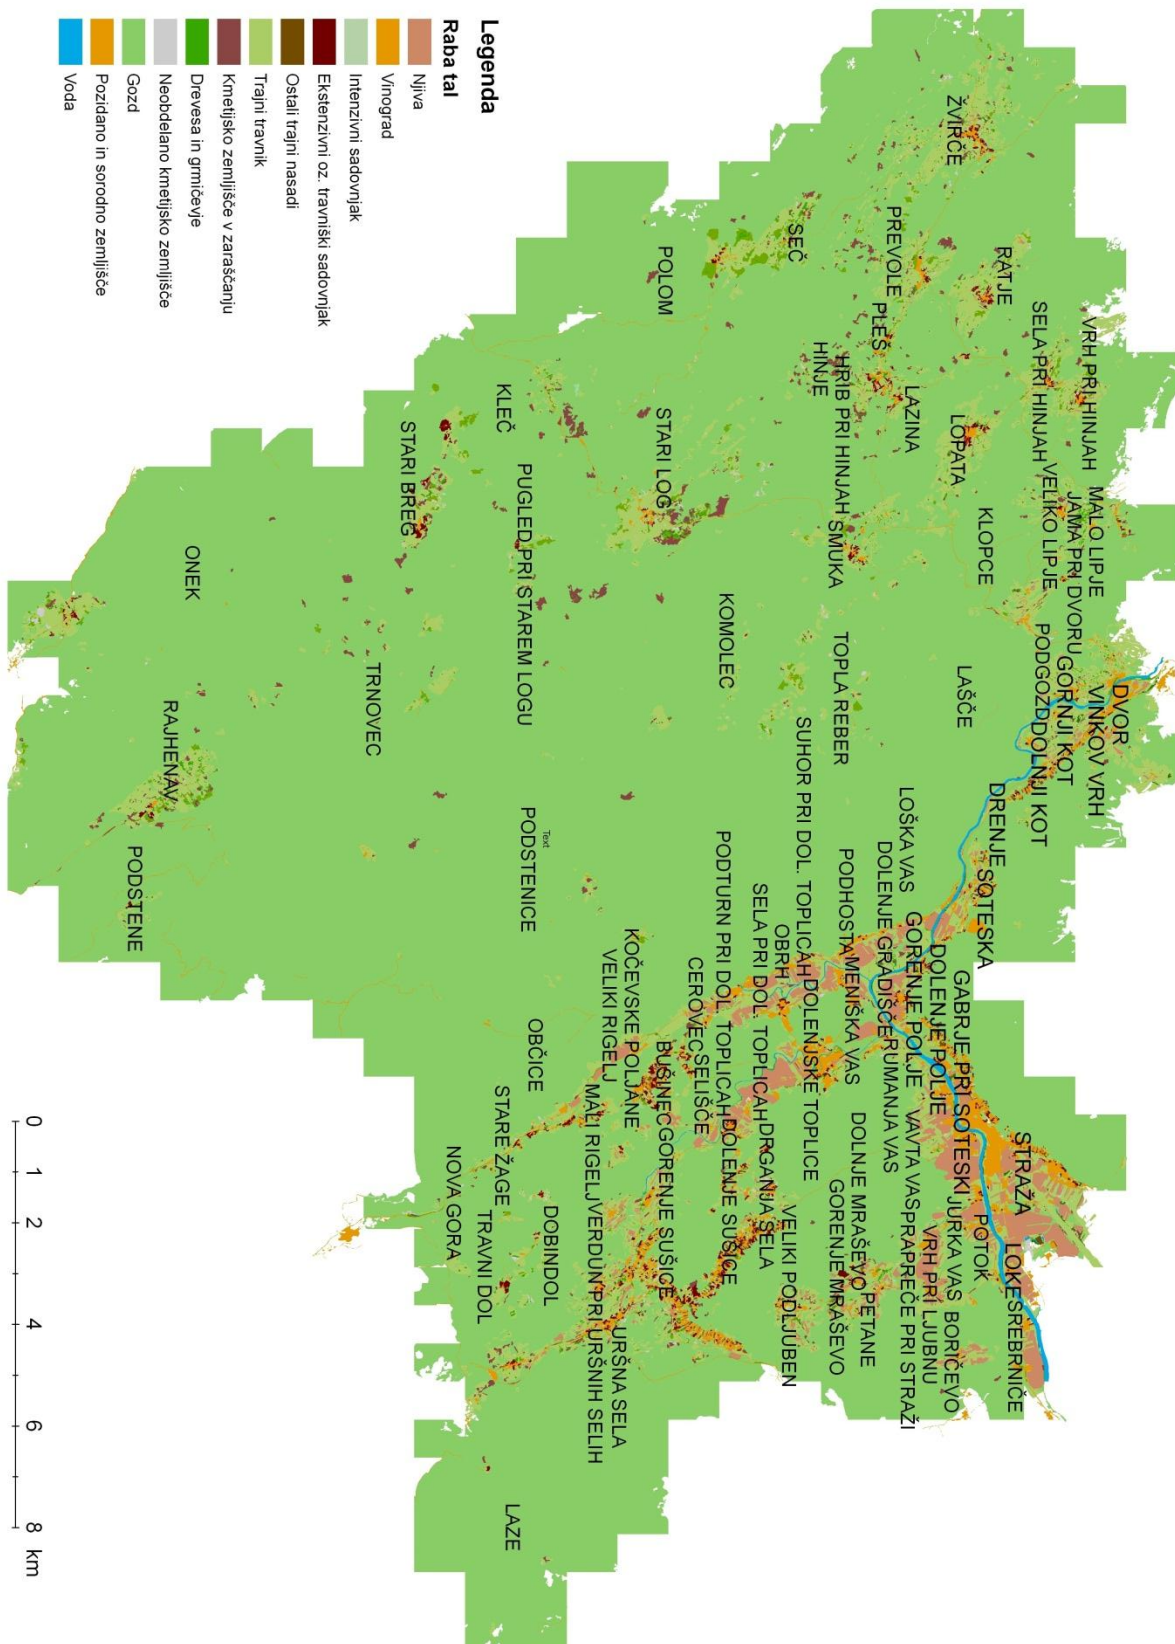 Legenda
Raba tal
Njiva
Vinograd
Intenzivni sadovnjak
Ekstenzivni oz. travniški sadovnjak
Ostali trajni nasadi
Trajni travnik
Kmetijsko zemljišče v zaraščanju
Drevesa in grmičevje
Neobdelano kmetijsko zemljišče
Gozd
Pozidano in sorodno zemljišče
Voda
ŽVIRČE
PREVOLE
RATJE
SEČ
POLOM
PLEŠ
VRH PRI HINJAH
SELA PRI HINJAH
HINJE
HRIB PRI HINJAH
LAZINA
LOPATA
KLEČ
STARI LOG
STARI BREG
PUGLED PRI STAREM LOGU
MALO LIPJE
JAMA PRI DVORU
VELIKO LIPJE
KLOPCE
SMUKA
ONEK
KOMOLEC
TOPLA REBER
LAŠČE
DVOR
VINKOV VRH
GORNJI KOT
PODGOZD
DOLNJI KOT
TRNOVEC
RAJHENAV
PODSTENE
PODSTENICE
Text
DRENJE
SOTESKA
LOŠKA VAS
SUHOR PRI DOL. TOPLICAH
PODHOSTA
DOLENJE GRADIŠČE
GORENJE POLJE
DOLENJE POLJE
GABRJE PRI SOTESKI
PODTURN PRI DOL. TOPLICAH
SELA PRI DOL. TOPLICAH
OBRH
DOLENJSKE TOPLICE
MENIŠKA VAS
RUMANJA VAS
VAVTA VAS
STRAŽA
CEROVEC
SELIŠČE
KOČEVSKE POLJANE
VELIKI RIGELJ
OBČICE
BUŠINEC
GORENJE SUŠICE
DOLENJE SUŠICE
DRGANJA SELA
MALI RIGELJ
VERDUN PRI URŠNIH SELIH
URŠNA SELA
STARE ŽAGE
NOVA GORA
TRAVNI DOL
DOBINDOL
VELIKI PODLJUBEN
DOLNJE MRAŠEVO
GORENJE MRAŠEVO
PETANE
PRAPREČE PRI STRAŽI
VRH PRI LJUBNU
JURKA VAS
BORIČEVO
POTOK
LOKE
SREBRNIČE
LAZE
0 1 2 4 6 8 km